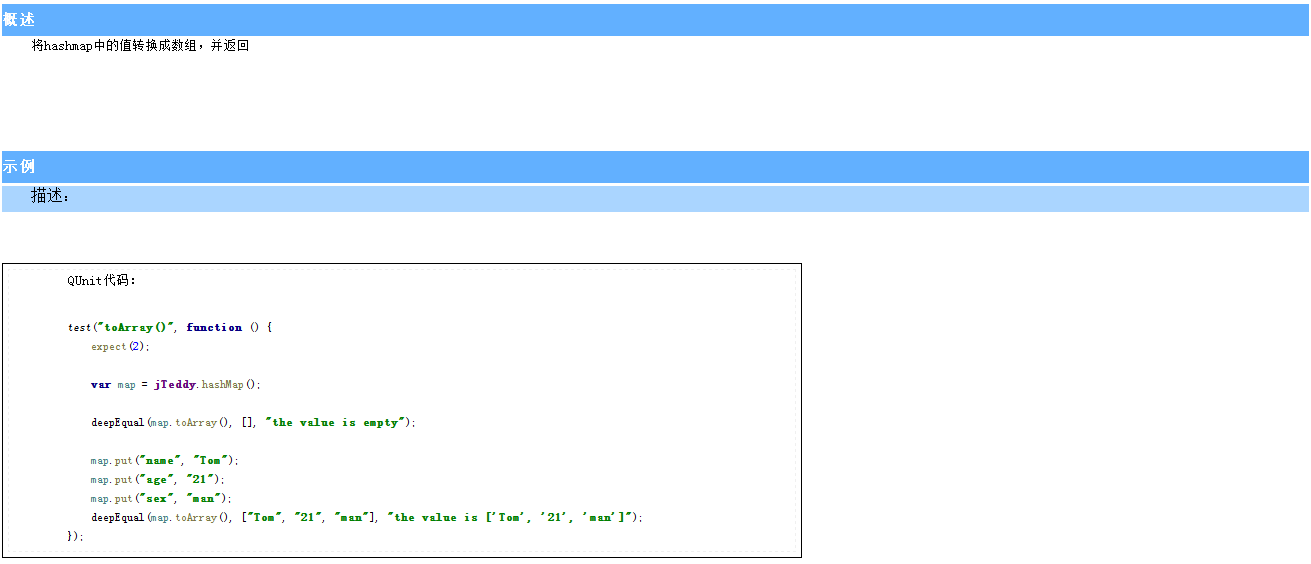 概述
将hashmap中的值转换成数组，并返回
示例
描述：
QUnit代码：
test("toArray()", function () {
expect(2);
var map = jTeddy.hashMap();
deepEqual(map.toArray(), [], "the value is empty");
map.put("name", "Tom");
map.put("age", "21");
map.put("sex", "man");
deepEqual(map.toArray(), ["Tom", "21", "man"], "the value is ['Tom', '21', 'man']");
});